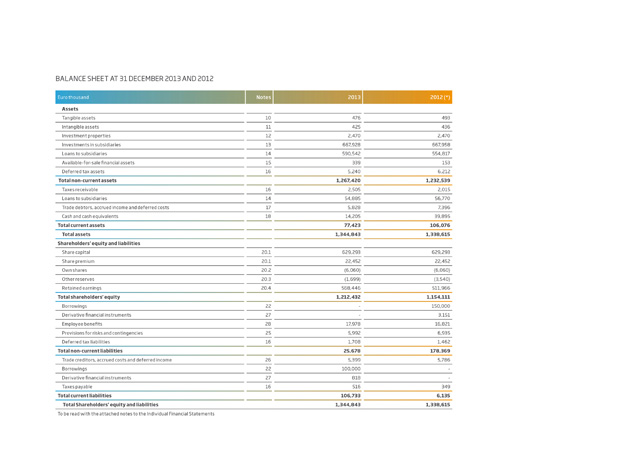 BALANCE SHEET AT 31 DECEMBER 2013 AND 2012
Euro thousand Notes 2013 2012 (*)
Assets
Tangible assets 10 476 493
Intangible assets 11 425 436
Investment properties 12 2,470 2,470
Investments in subsidiaries 13 667,928 667,958
Loans to subsidiaries 14 590,542 554,817
Available-for-sale financial assets 15 339 153
Deferred tax assets 16 5,240 6,212
Total non-current assets 1,267,420 1,232,539
Taxes receivable 16 2,505 2,015
Loans to subsidiaries 14 54,885 56,770
Trade debtors, accrued income and deferred costs 17 5,828 7,396
Cash and cash equivalents 18 14,205 39,895
Total current assets 77,423 106,076
Total assets 1,344,843 1,338,615
Shareholders' equity and liabilities
Share capital 20.1 629,293 629,293
Share premium 20.1 22,452 22,452
Own shares 20.2 (6,060) (6,060)
Other reserves 20.3 (1,699) (3,540)
Retained earnings 20.4 568,446 511,966
Total shareholders' equity 1,212,432 1,154,111
Borrowings 22 - 150,000
Derivative financial instruments 27 - 3,151
Employee benefits 28 17,978 16,821
Provisions for risks and contingencies 25 5,992 6,935
Deferred tax liabilities 16 1,708 1,462
Total non-current liabilities 25,678 178,369
Trade creditors, accrued costs and deferred income 26 5,399 5,786
Borrowings 22 100,000 -
Derivative financial instruments 27 818 -
Taxes payable 16 516 349
Total current liabilities 106,733 6,135
Total Shareholders' equity and liabilities 1,344,843 1,338,615
To be read with the attached notes to the Individual Financial Statements